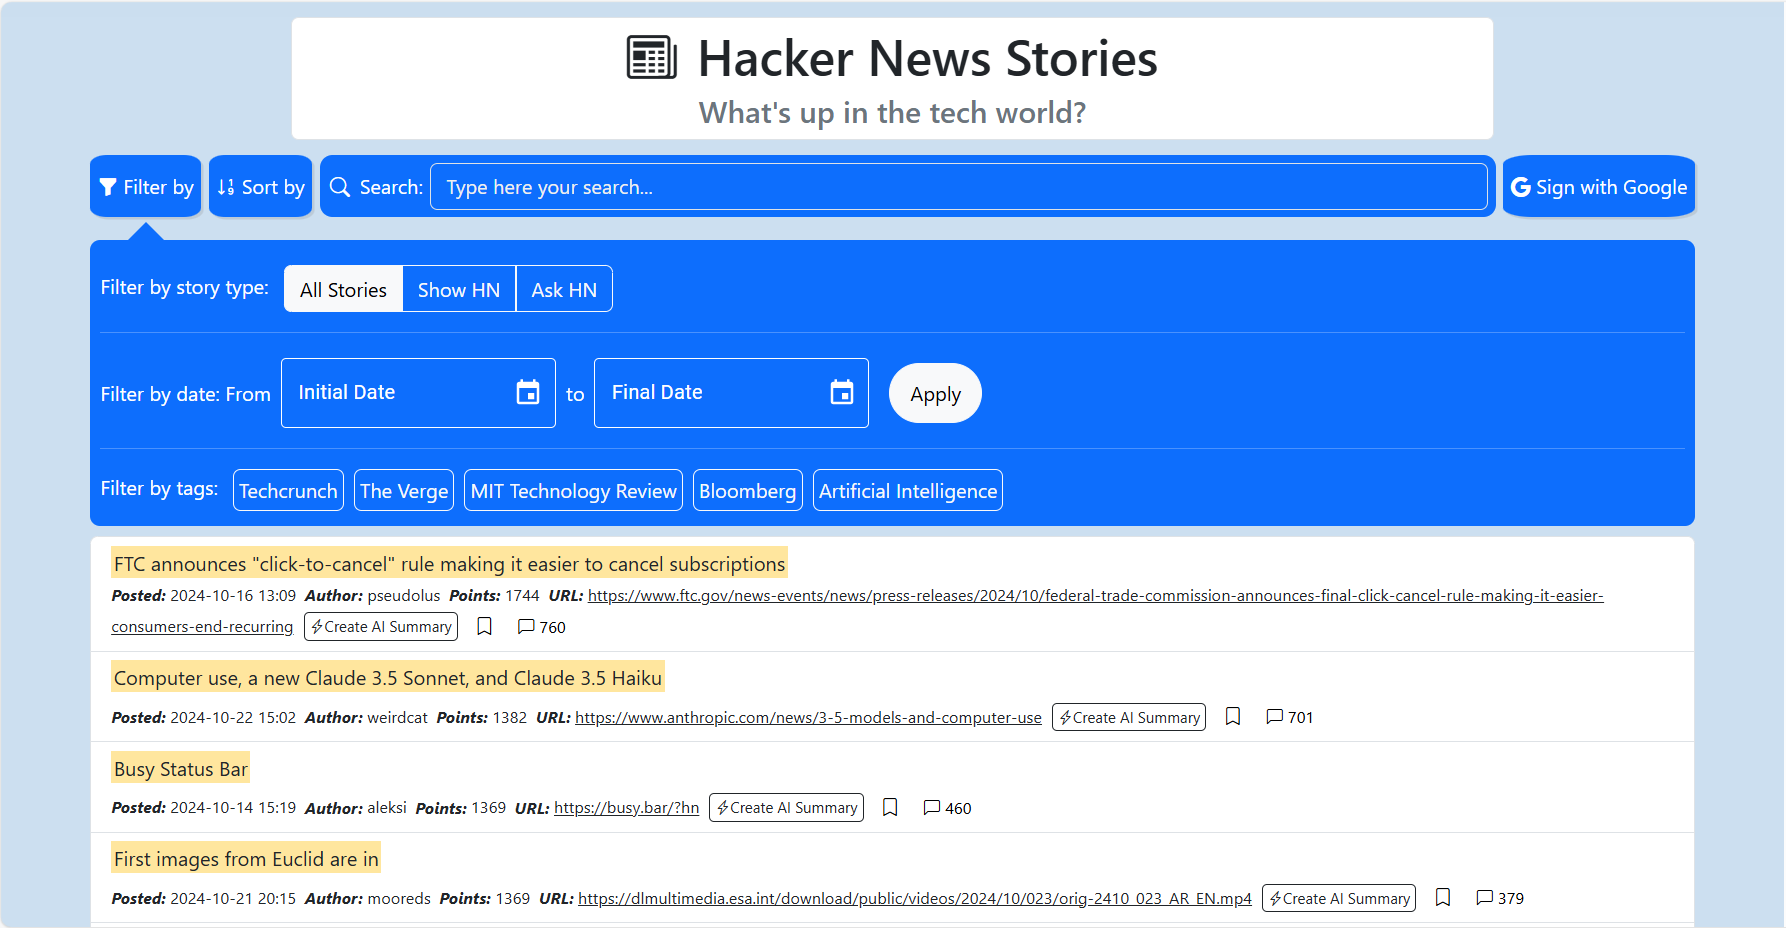 Hacker News Stories
What's up in the tech world?
Filter by
Sort by
Search: Type here your search...
Sign with Google
Filter by story type: All Stories Show HN Ask HN
Filter by date: From Initial Date to Final Date Apply
Filter by tags: Techcrunch The Verge MIT Technology Review Bloomberg Artificial Intelligence
FTC announces "click-to-cancel" rule making it easier to cancel subscriptions
Posted: 2024-10-16 13:09 Author: pseudolus Points: 1744 URL: https://www.ftc.gov/news-events/news/press-releases/2024/10/federal-trade-commission-announces-final-click-cancel-rule-making-it-easier-
consumers-end-recurring Create AI Summary 760
Computer use, a new Claude 3.5 Sonnet, and Claude 3.5 Haiku
Posted: 2024-10-22 15:02 Author: weirdcat Points: 1382 URL: https://www.anthropic.com/news/3-5-models-and-computer-use Create AI Summary 701
Busy Status Bar
Posted: 2024-10-14 15:19 Author: aleksi Points: 1369 URL: https://busy.bar/?hn Create AI Summary 460
First images from Euclid are in
Posted: 2024-10-21 20:15 Author: mooreds Points: 1369 URL: https://dlmultimedia.esa.int/download/public/videos/2024/10/023/orig-2410_023_AR_EN.mp4 Create AI Summary 379